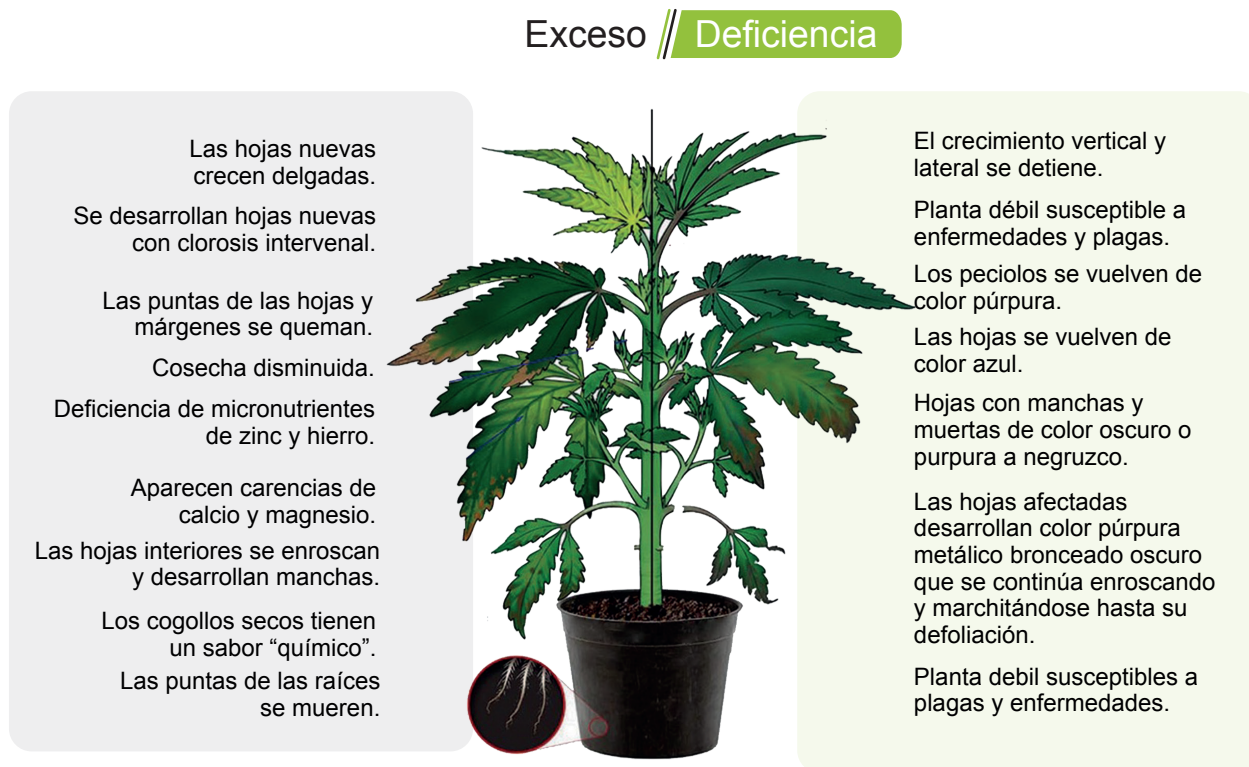 Exceso // Deficiencia
Las hojas nuevas
crecen delgadas.
Se desarrollan hojas nuevas
con clorosis intervenal.
Las puntas de las hojas y
márgenes se queman.
Cosecha disminuida.
Deficiencia de micronutrientes
de zinc y hierro.
Aparecen carencias de
calcio y magnesio.
Las hojas interiores se enroscan
y desarrollan manchas.
Los cogollos secos tienen
un sabor “químico”.
Las puntas de las raíces
se mueren.
El crecimiento vertical y
lateral se detiene.
Planta débil susceptible a
enfermedades y plagas.
Los peciolos se vuelven de
color púrpura.
Las hojas se vuelven de
color azul.
Hojas con manchas y
muertas de color oscuro o
purpura a negruzco.
Las hojas afectadas
desarrollan color púrpura
metálico bronceado oscuro
que se continúa enroscando
y marchitándose hasta su
defoliación.
Planta debil susceptibles a
plagas y enfermedades.